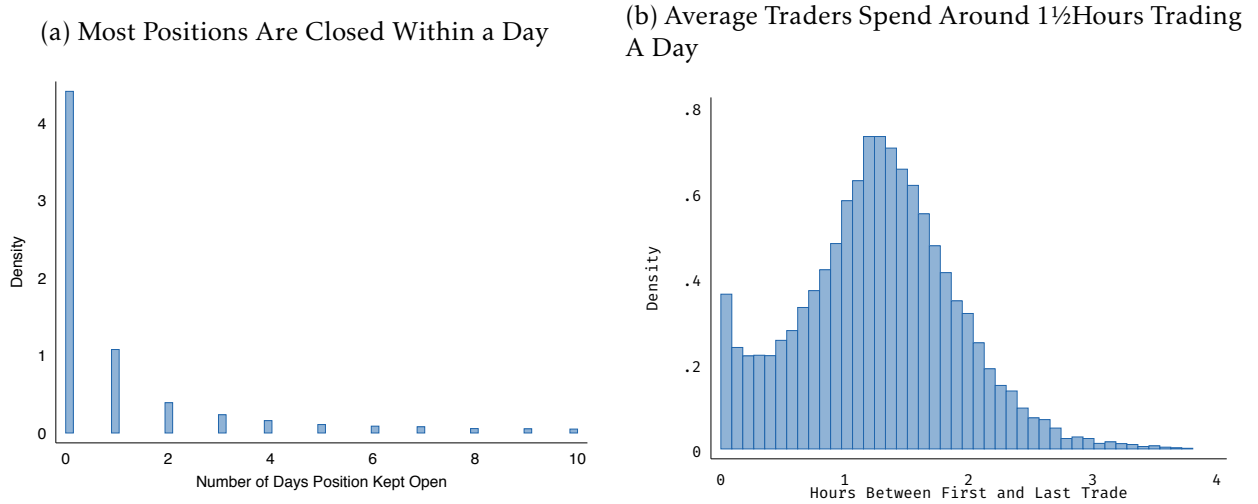 (a) Most Positions Are Closed Within a Day
4
3
2
1
0
Density
0 2 4 6 8 10
Number of Days Position Kept Open
(b) Average Traders Spend Around 1½Hours Trading
A Day
.8
.6
.4
.2
0
Density
0 1 2 3 4
Hours Between First and Last Trade